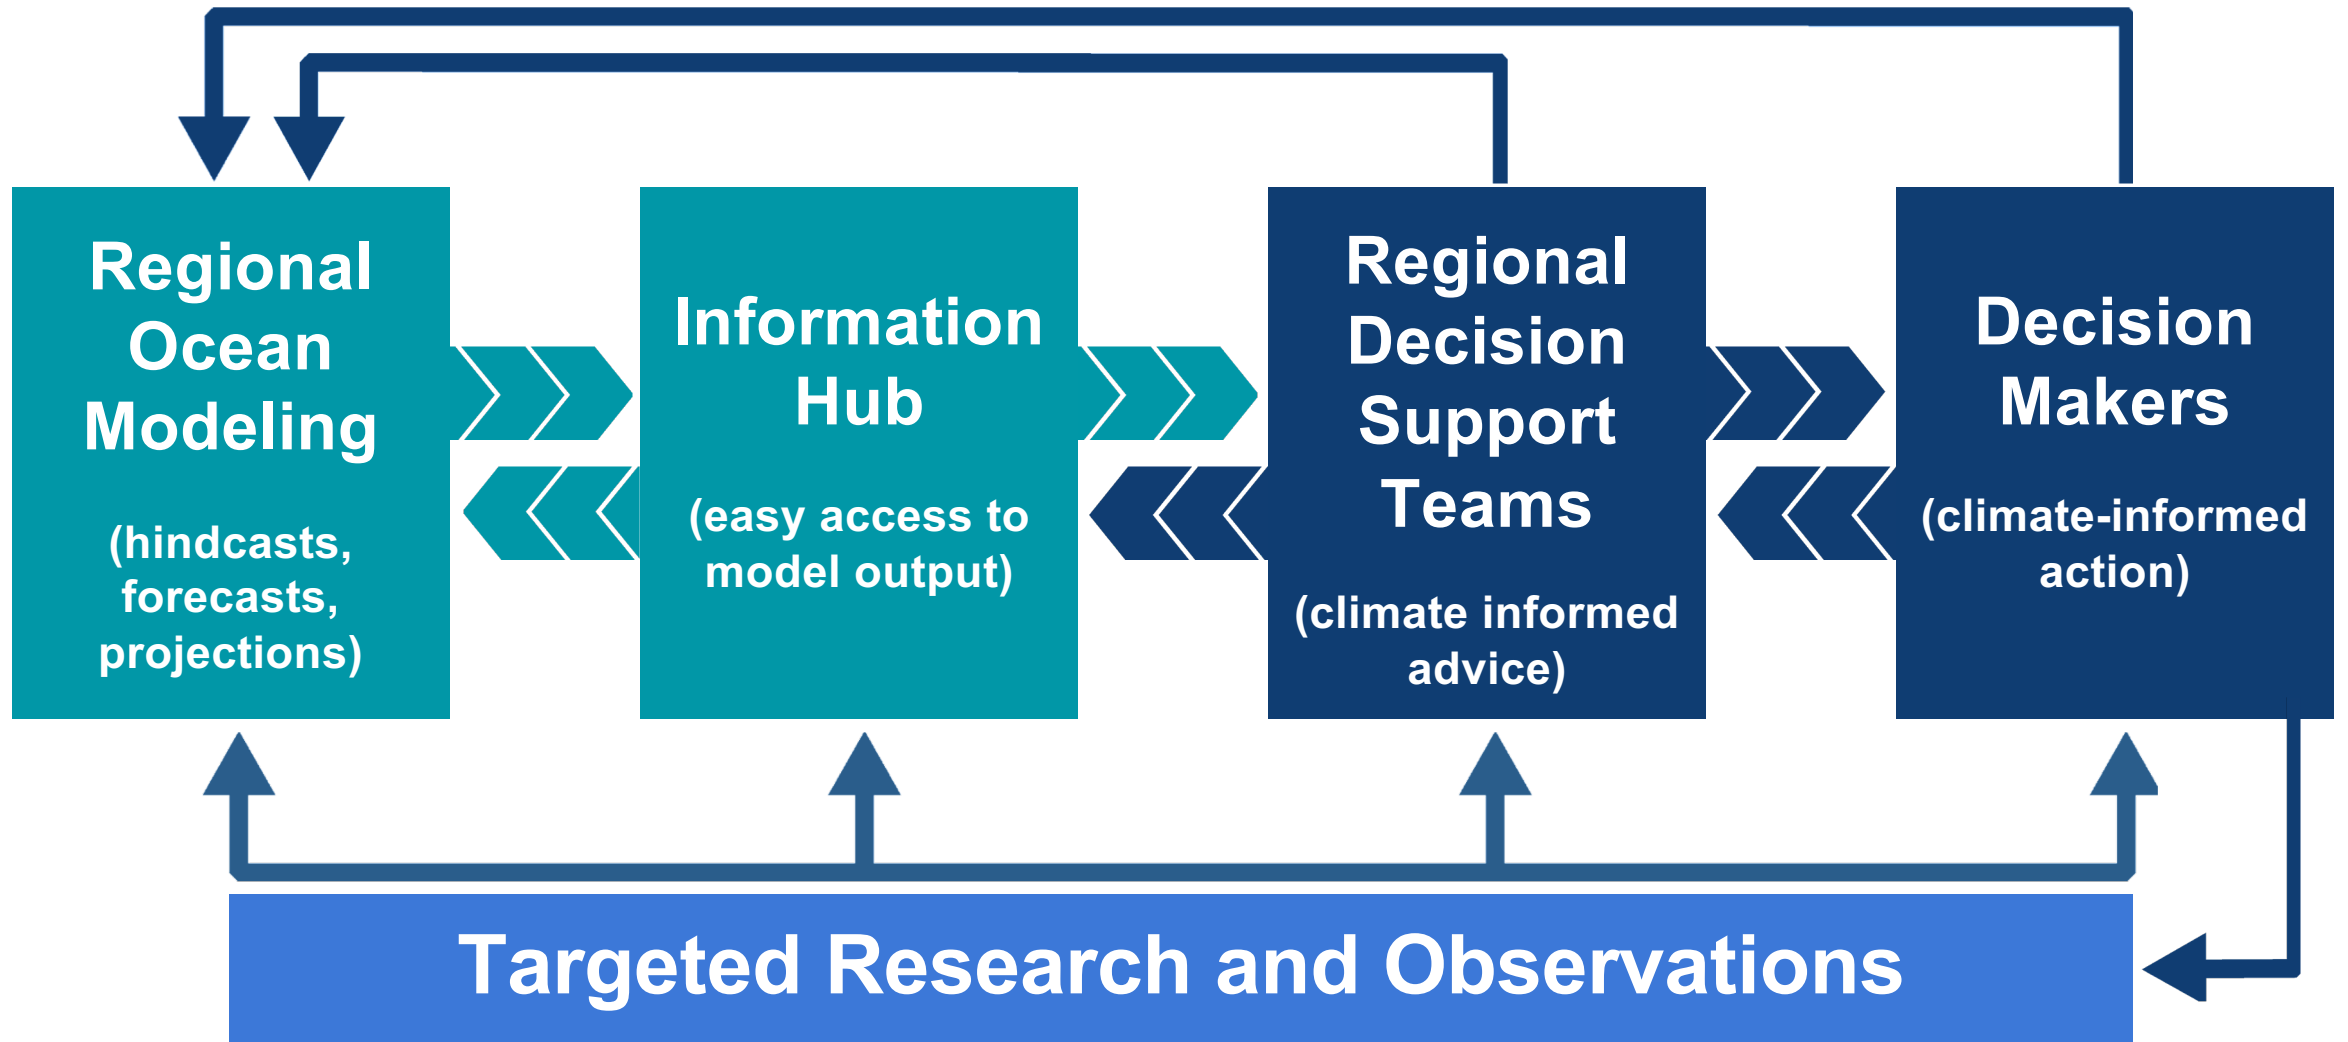 Regional
Ocean
Modeling
(hindcasts,
forecasts,
projections)
Information
Hub
(easy access to
model output)
Regional
Decision
Support
Teams
(climate informed
advice)
Decision
Makers
(climate-informed
action)
Targeted Research and Observations